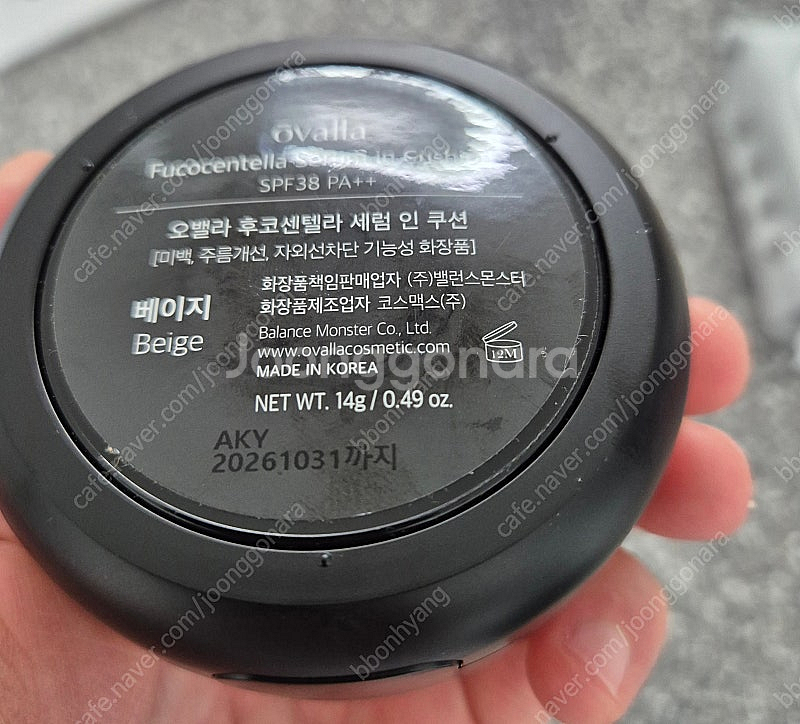 ovalla
Fucocentella Serum in Cushion
SPF38 PA++
오밸라 후코센텔라 세럼 인 쿠션
[미백, 주름개선, 자외선차단 기능성 화장품]
베이지
Beige
화장품책임판매업자 (주)밸런스몬스터
화장품제조업자 코스맥스(주)
Balance Monster Co., Ltd.
www.ovallacosmetic.com
MADE IN KOREA
12M
NET WT. 14g / 0.49 oz.
AKY
20261031까지
Joonggonara
cafe.naver.com/joonggonara
bbonhyang